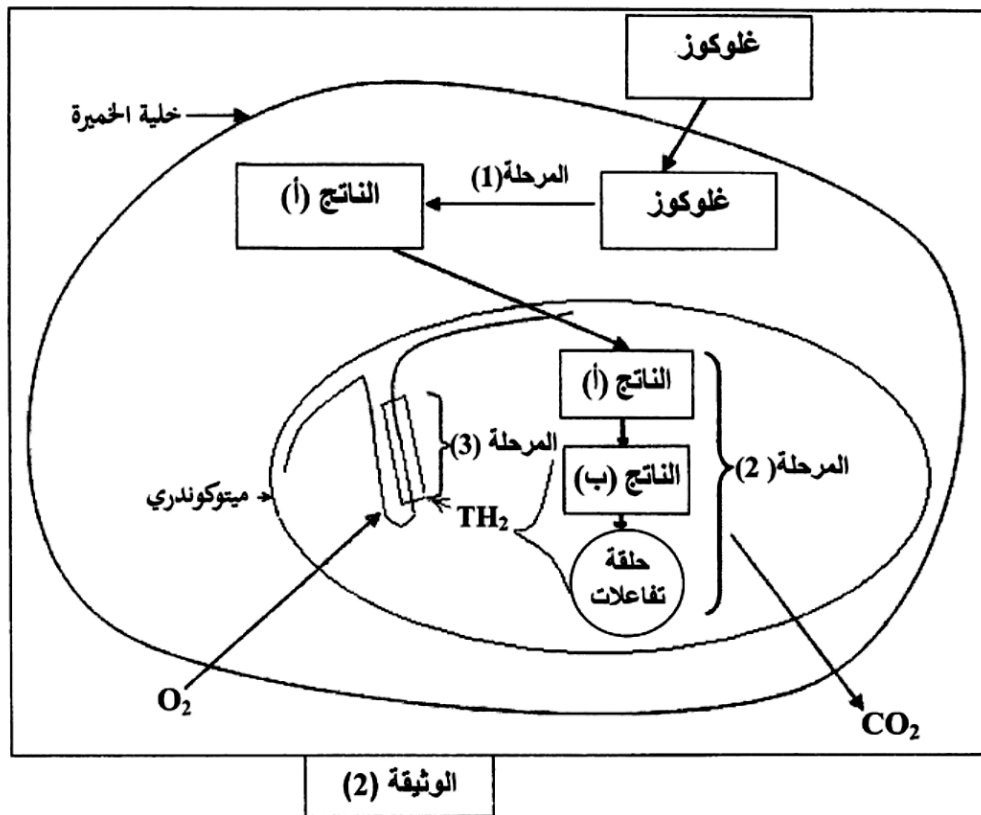 غلوكوز
خلية الخميرة
المرحلة(1)
الناتج (أ)
غلوكوز
الناتج (أ)
المرحلة (3)
الناتج (ب)
المرحلة( 2)
ميتوكوندري
TH₂
حلقة
تفاعلات
O₂
CO₂
الوثيقة (2)